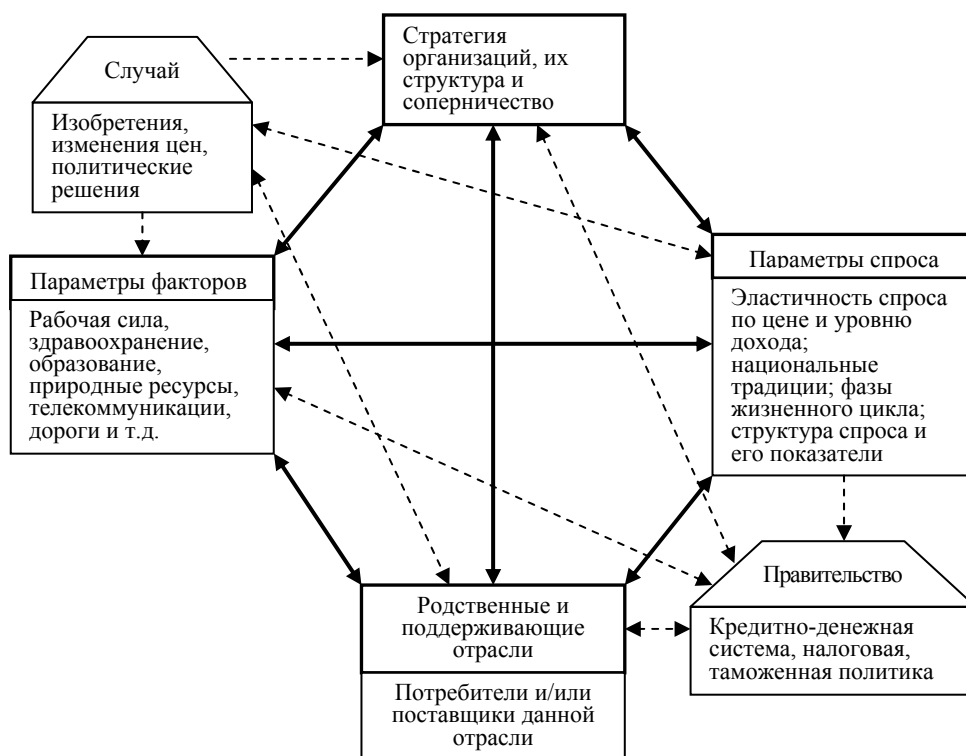 Случай
Изобретения,
изменения цен,
политические
решения
Стратегия
организаций, их
структура и
соперничество
Параметры факторов
Рабочая сила,
здравоохранение,
образование,
природные ресурсы,
телекоммуникации,
дороги и т.д.
Параметры спроса
Эластичность спроса
по цене и уровню
дохода;
национальные
традиции; фазы
жизненного цикла;
структура спроса и
его показатели
Родственные и
поддерживающие
отрасли
Потребители и/или
поставщики данной
отрасли
Правительство
Кредитно-денежная
система, налоговая,
таможенная политика